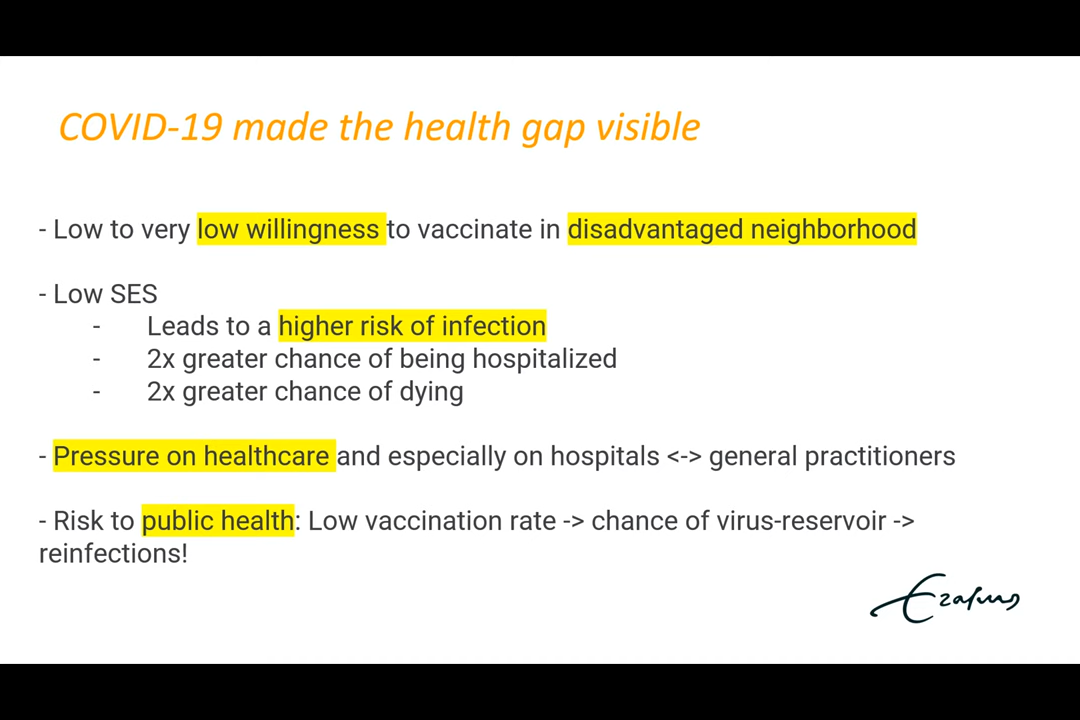 COVID-19 made the health gap visible
- Low to very low willingness to vaccinate in disadvantaged neighborhood
- Low SES
- Leads to a higher risk of infection
- 2x greater chance of being hospitalized
- 2x greater chance of dying
- Pressure on healthcare and especially on hospitals <-> general practitioners
- Risk to public health: Low vaccination rate -> chance of virus-reservoir ->
reinfections!
Erasmus